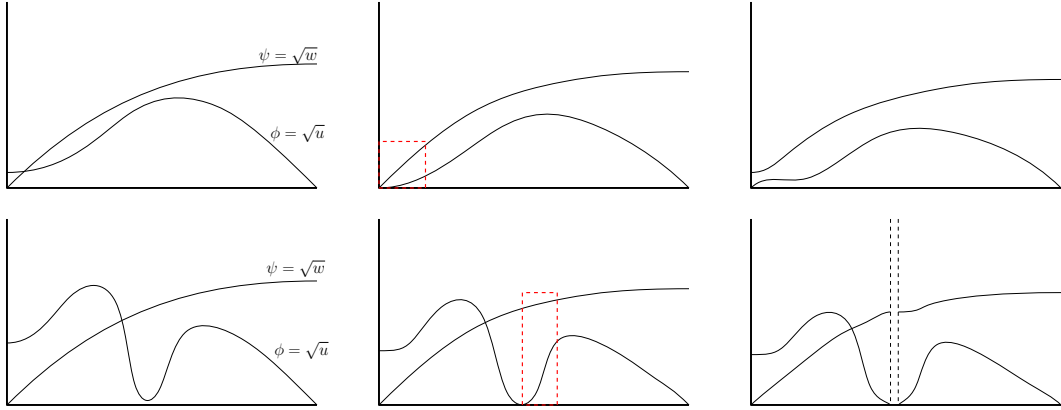 ψ = √w
φ = √u
ψ = √w
φ = √u